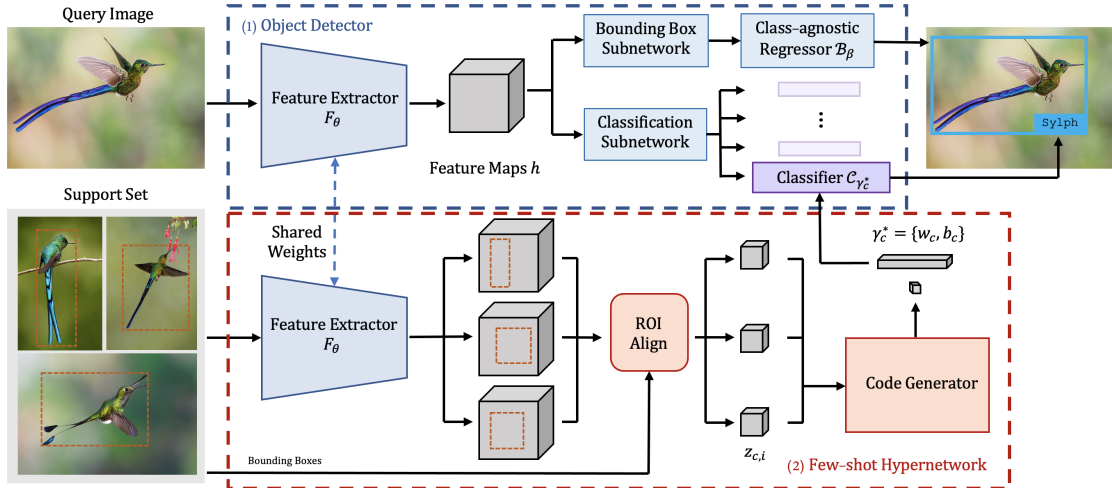 Query Image
(1) Object Detector
Feature Extractor
F_θ
Feature Maps h
Bounding Box
Subnetwork
Class–agnostic
Regressor ℬ_β
Classification
Subnetwork
⋮
Classifier 𝒞_{γ_c^*}
Sylph
Support Set
Shared
Weights
γ_c^* = {w_c, b_c}
Feature Extractor
F_θ
ROI
Align
Code Generator
z_{c,i}
Bounding Boxes
(2) Few–shot Hypernetwork